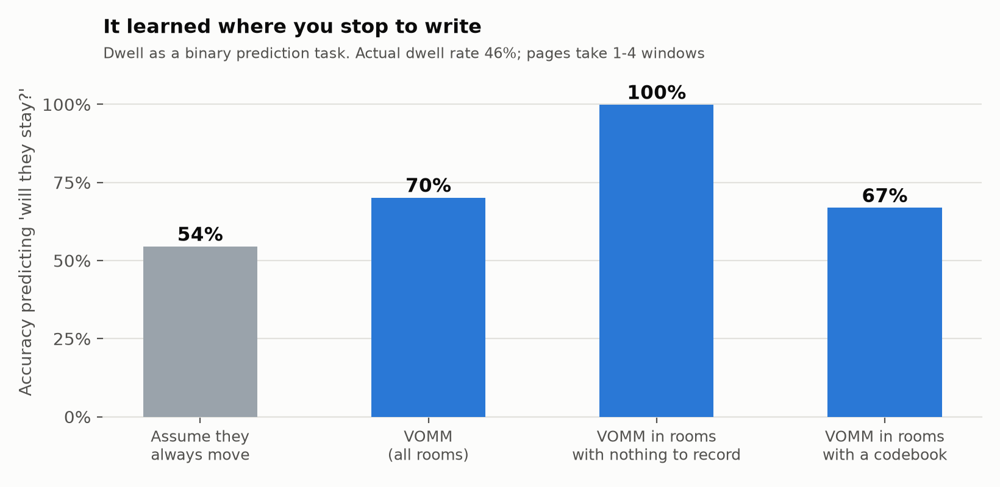 It learned where you stop to write
Dwell as a binary prediction task. Actual dwell rate 46%; pages take 1-4 windows
Accuracy predicting 'will they stay?'
100%
75%
50%
25%
0%
54%
70%
100%
67%
Assume they
always move
VOMM
(all rooms)
VOMM in rooms
with nothing to record
VOMM in rooms
with a codebook